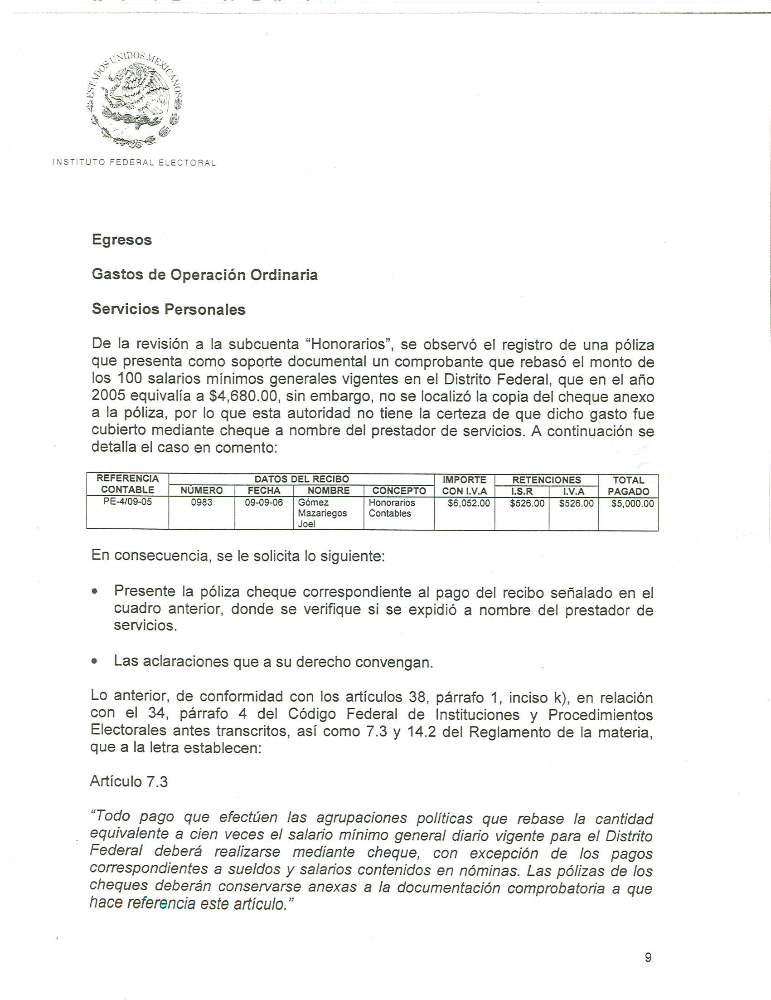 ESTADOS UNIDOS MEXICANOS
INSTITUTO FEDERAL ELECTORAL
Egresos
Gastos de Operación Ordinaria
Servicios Personales
De la revisión a la subcuenta “Honorarios”, se observó el registro de una póliza
que presenta como soporte documental un comprobante que rebasó el monto de
los 100 salarios mínimos generales vigentes en el Distrito Federal, que en el año
2005 equivalía a $4,680.00, sin embargo, no se localizó la copia del cheque anexo
a la póliza, por lo que esta autoridad no tiene la certeza de que dicho gasto fue
cubierto mediante cheque a nombre del prestador de servicios. A continuación se
detalla el caso en comento:
REFERENCIA DATOS DEL RECIBO IMPORTE RETENCIONES TOTAL
CONTABLE NÚMERO FECHA NOMBRE CONCEPTO CON I.V.A I.S.R I.V.A PAGADO
PE-4/09-05 0983 09-09-06 Gómez Honorarios $6,052.00 $526.00 $526.00 $5,000.00
Mazariegos Contables
Joel
En consecuencia, se le solicita lo siguiente:
• Presente la póliza cheque correspondiente al pago del recibo señalado en el
cuadro anterior, donde se verifique si se expidió a nombre del prestador de
servicios.
• Las aclaraciones que a su derecho convengan.
Lo anterior, de conformidad con los artículos 38, párrafo 1, inciso k), en relación
con el 34, párrafo 4 del Código Federal de Instituciones y Procedimientos
Electorales antes transcritos, así como 7.3 y 14.2 del Reglamento de la materia,
que a la letra establecen:
Artículo 7.3
“Todo pago que efectúen las agrupaciones políticas que rebase la cantidad
equivalente a cien veces el salario mínimo general diario vigente para el Distrito
Federal deberá realizarse mediante cheque, con excepción de los pagos
correspondientes a sueldos y salarios contenidos en nóminas. Las pólizas de los
cheques deberán conservarse anexas a la documentación comprobatoria a que
hace referencia este artículo.”
9